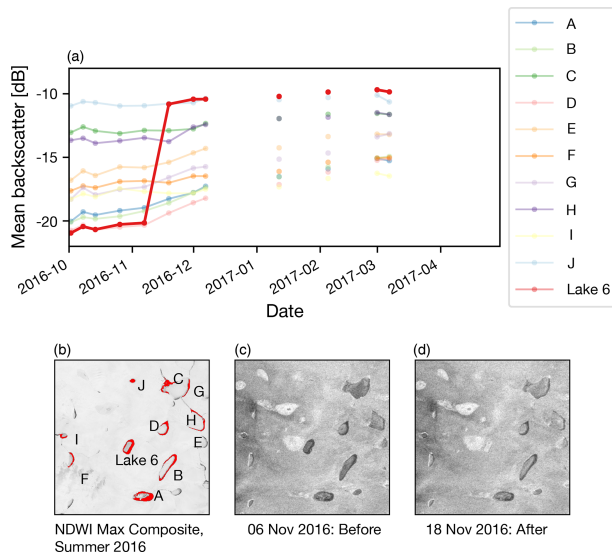 (a)
Mean backscatter [dB]
-10
-15
-20
2016-10
2016-11
2016-12
2017-01
2017-02
2017-03
2017-04
Date
A
B
C
D
E
F
G
H
I
J
Lake 6
(b)
J
C
G
H
D
I
E
Lake 6
F
B
A
NDWI Max Composite,
Summer 2016
(c)
06 Nov 2016: Before
(d)
18 Nov 2016: After